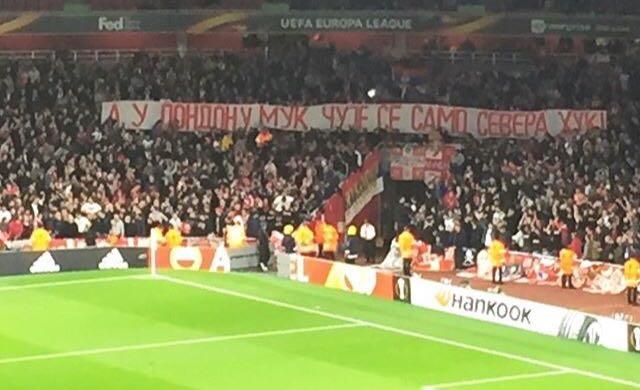 FedEx
UEFA EUROPA LEAGUE
А У ЛОНДОНУ МУК ЧУЈЕ СЕ САМО СЕВЕРА ХУК!
HANKOOK